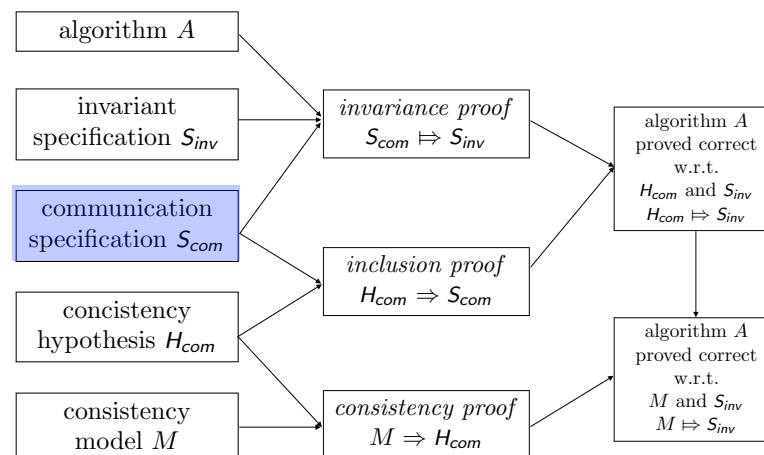 algorithm A
invariant
specification S_inv
communication
specification S_com
concistency
hypothesis H_com
consistency
model M
invariance proof
S_com ⤇ S_inv
inclusion proof
H_com ⇒ S_com
consistency proof
M ⇒ H_com
algorithm A
proved correct
w.r.t.
H_com and S_inv
H_com ⤇ S_inv
algorithm A
proved correct
w.r.t.
M and S_inv
M ⤇ S_inv